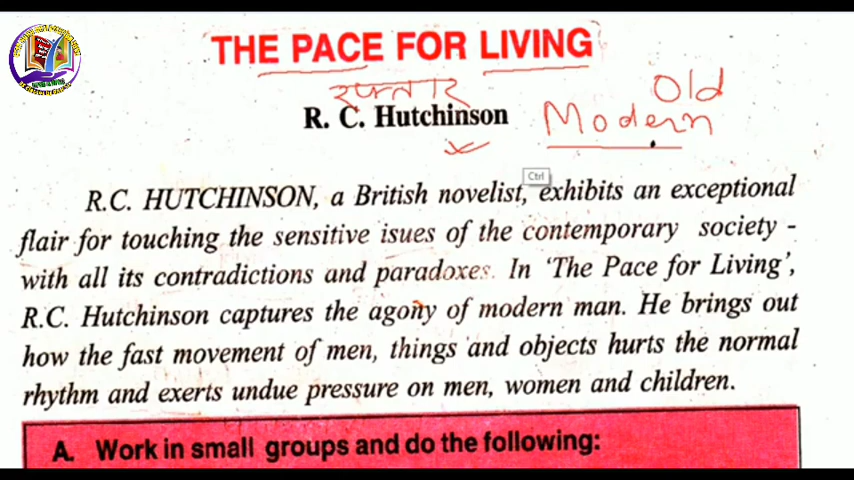 THE PACE FOR LIVING
रफ्तार
Old
R. C. Hutchinson
Modern
Ctrl
R.C. HUTCHINSON, a British novelist, exhibits an exceptional
flair for touching the sensitive isues of the contemporary society -
with all its contradictions and paradoxes. In ‘The Pace for Living’,
R.C. Hutchinson captures the agony of modern man. He brings out
how the fast movement of men, things and objects hurts the normal
rhythm and exerts undue pressure on men, women and children.
A. Work in small groups and do the following: